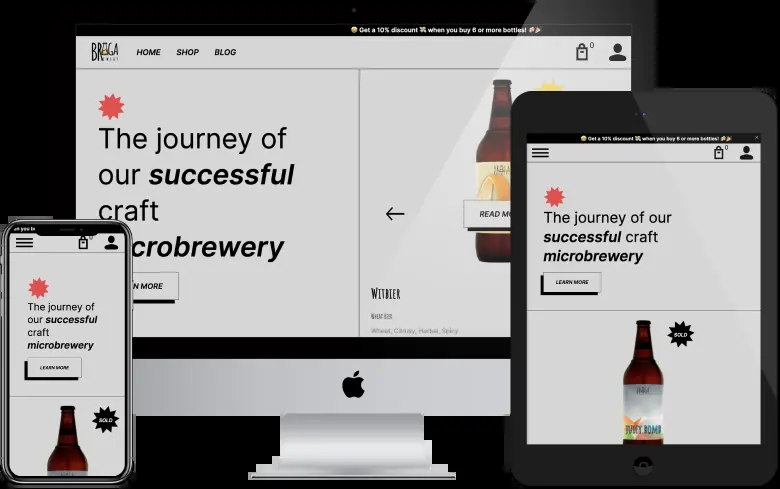 😄 Get a 10% discount 💸 when you buy 6 or more bottles! 🍻🎉
BRAGA
HOME SHOP BLOG
0
The journey of
our successful
craft
microbrewery
N MORE
READ MO
WITBIER
WHEAT BEER
Wheat, Citrusy, Herbal, Spicy
en you b
The journey of
our successful
craft
microbrewery
LEARN MORE
SOLD
😄 Get a 10% discount 💸 when you buy 6 or more bottles! 🍻🎉
0
The journey of our
successful craft
microbrewery
LEARN MORE
SOLD
JUICY BOMB